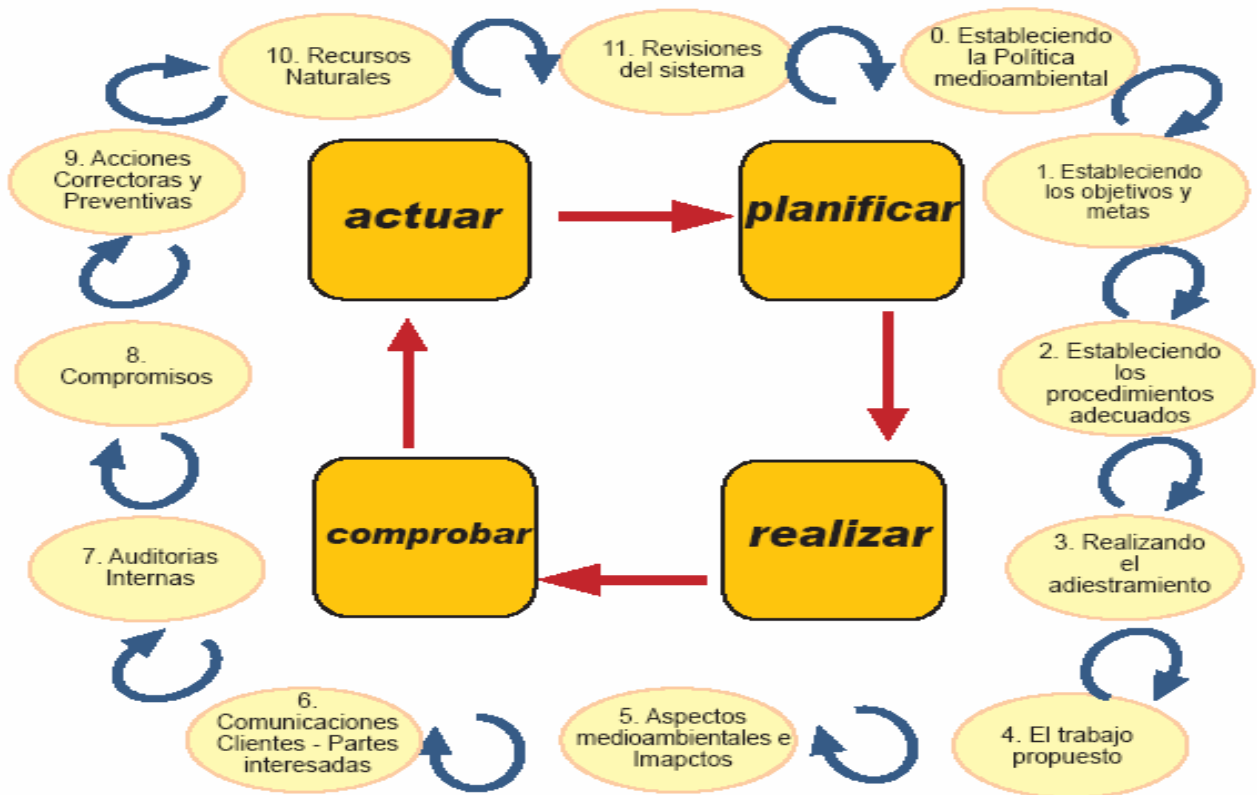 10. Recursos
Naturales
11. Revisiones
del sistema
0. Estableciendo
la Política
medioambiental
1. Estableciendo
los objetivos y
metas
2. Estableciendo
los
procedimientos
adecuados
3. Realizando
el
adiestramiento
4. El trabajo
propuesto
5. Aspectos
medioambientales e
Imapctos
6.
Comunicaciones
Clientes - Partes
interesadas
7. Auditorias
Internas
8.
Compromisos
9. Acciones
Correctoras y
Preventivas
actuar
planificar
realizar
comprobar